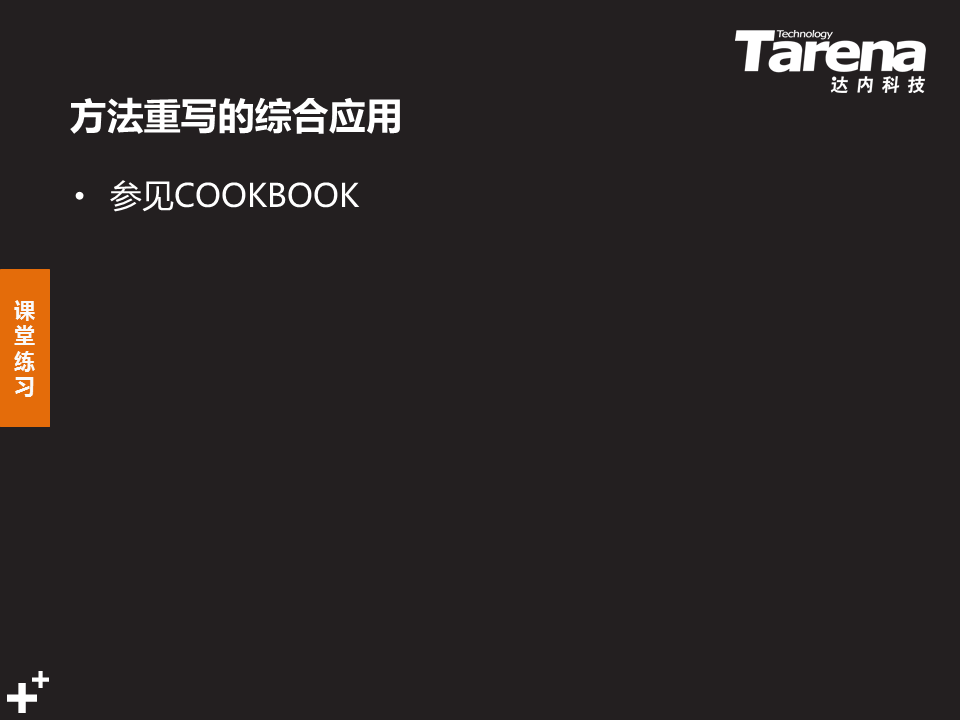 Technology
Tarena
达内科技
方法重写的综合应用
• 参见COOKBOOK
课
堂
练
习